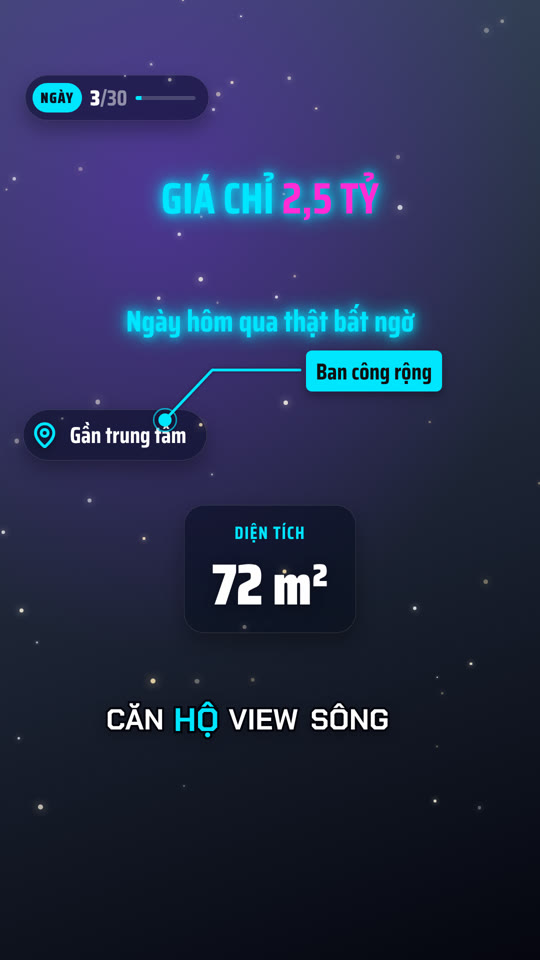 NGÀY 3/30
GIÁ CHỈ 2,5 TỶ
Ngày hôm qua thật bất ngờ
Ban công rộng
Gần trung tâm
DIỆN TÍCH
72 m²
CĂN HỘ VIEW SÔNG